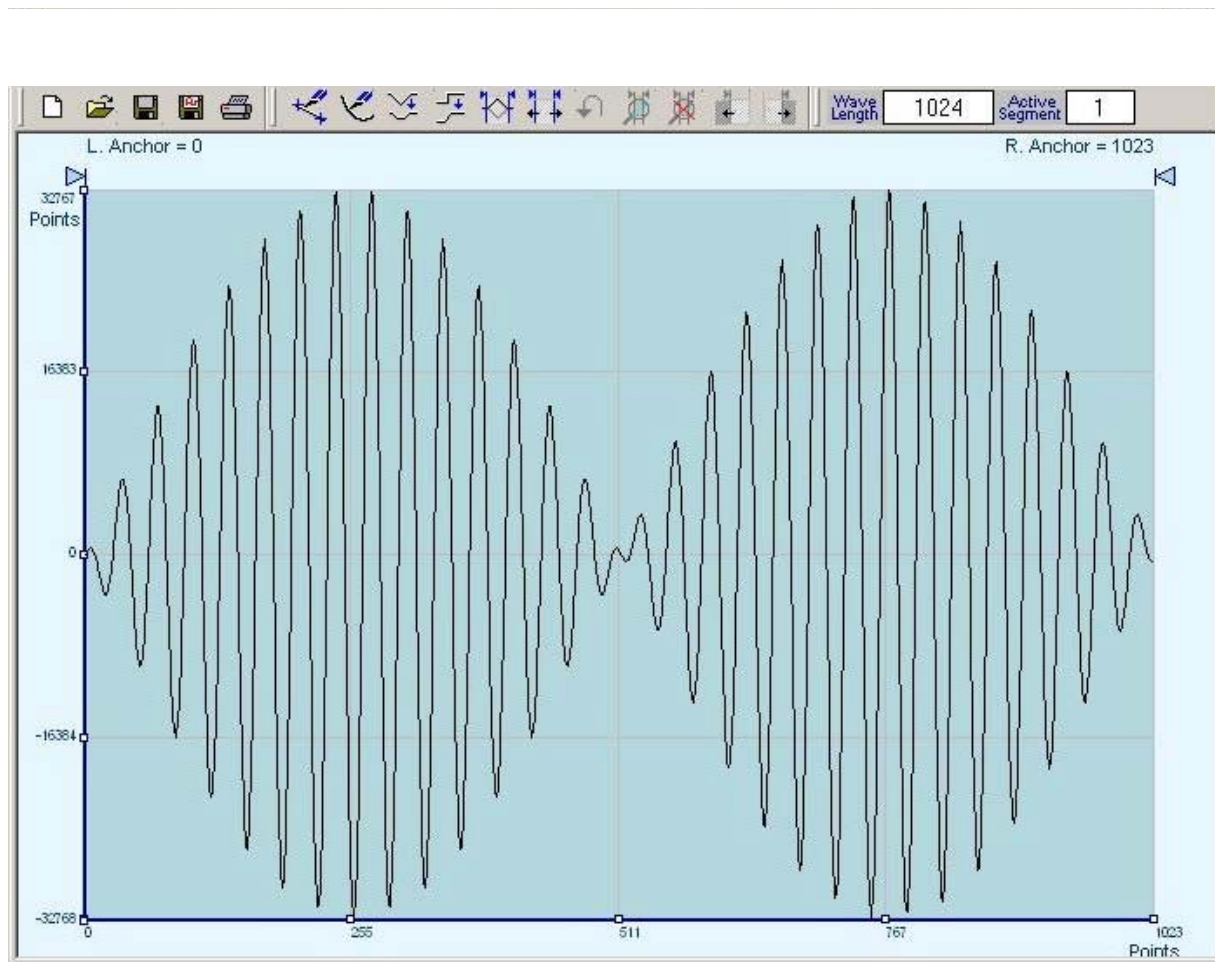 Wave Length 1024 Active Segment 1
L. Anchor = 0 R. Anchor = 1023
32767
Points
16383
0
-16384
-32768
0 255 511 767 1023
Points